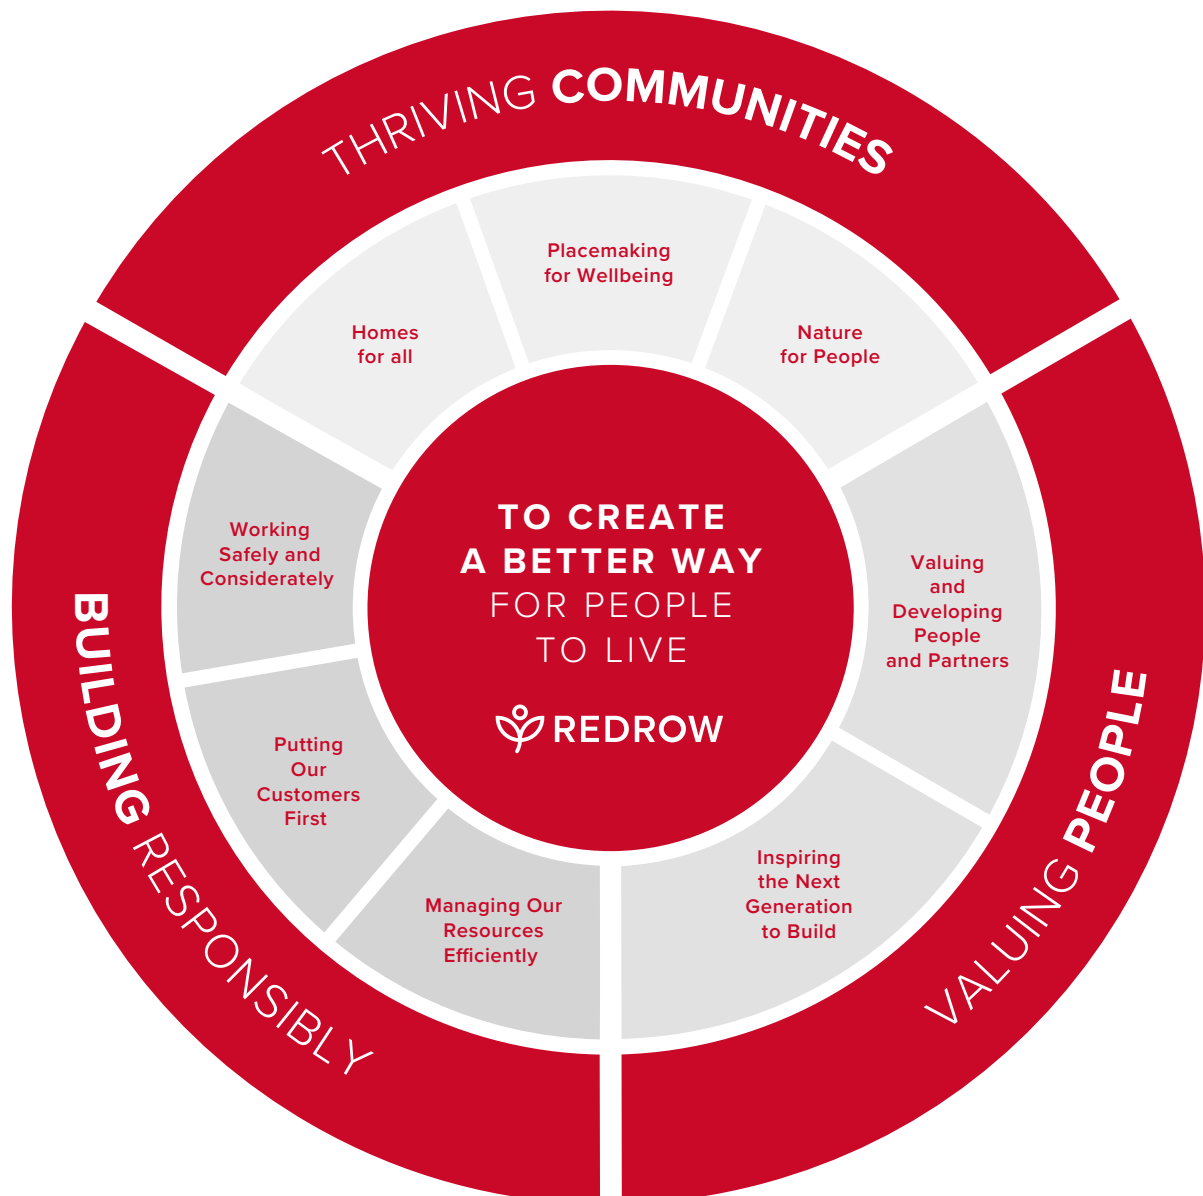 THRIVING COMMUNITIES
Placemaking
for Wellbeing
Homes
for all
Nature
for People
Working
Safely and
Considerately
Valuing
and
Developing
People
and Partners
TO CREATE
A BETTER WAY
FOR PEOPLE
TO LIVE
REDROW
Putting
Our
Customers
First
Inspiring
the Next
Generation
to Build
Managing Our
Resources
Efficiently
BUILDING RESPONSIBLY
VALUING PEOPLE